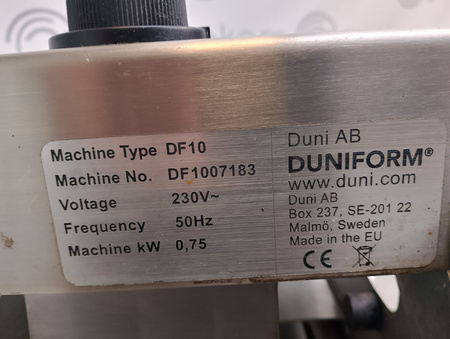 Machine Type DF10
Machine No. DF1007183
Voltage 230V~
Frequency 50Hz
Machine kW 0,75
Duni AB
DUNIFORM®
www.duni.com
Duni AB
Box 237, SE-201 22
Malmö, Sweden
Made in the EU
CE